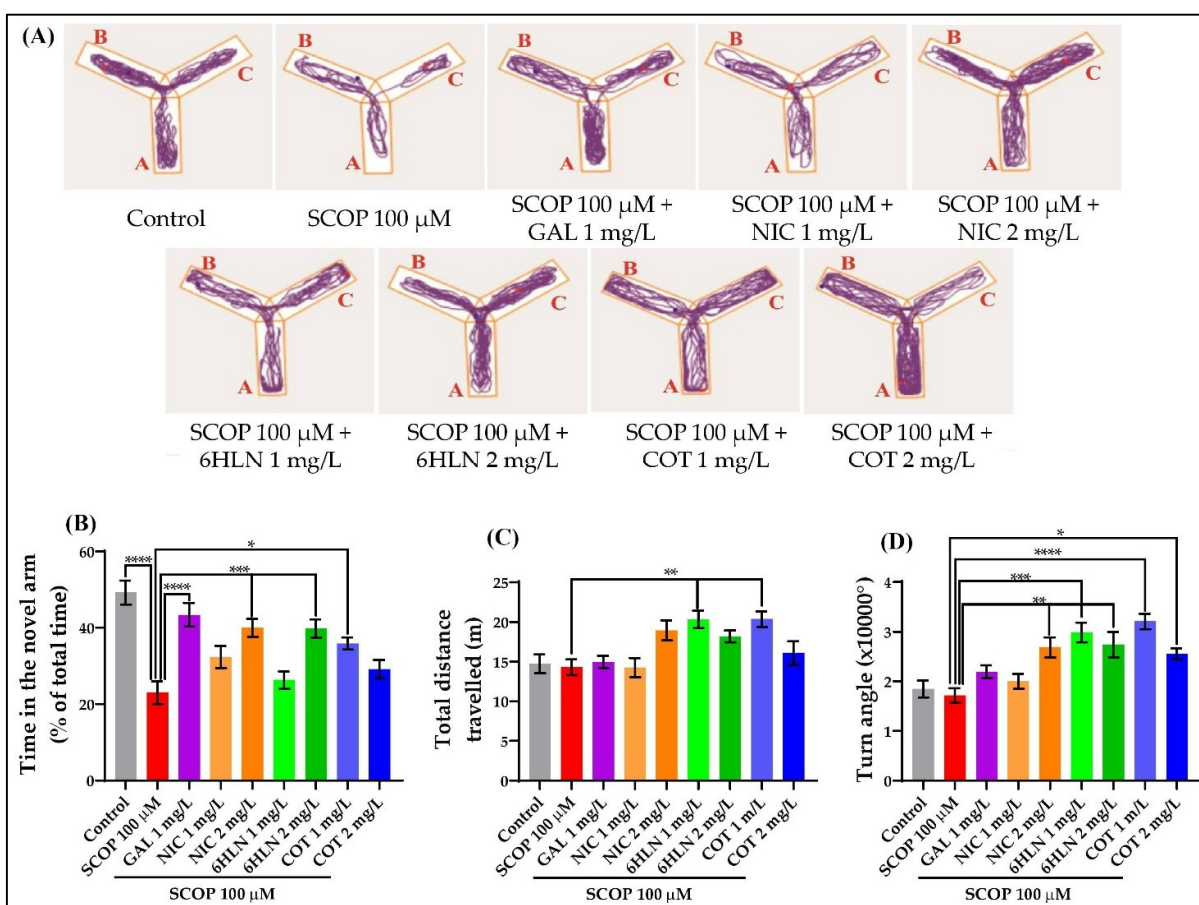 (A)
B
C
A
B
C
A
B
C
A
B
C
A
B
C
A
Control
SCOP 100 µM
SCOP 100 µM +
GAL 1 mg/L
SCOP 100 µM +
NIC 1 mg/L
SCOP 100 µM +
NIC 2 mg/L
B
C
A
B
C
A
B
C
A
B
C
A
SCOP 100 µM +
6HLN 1 mg/L
SCOP 100 µM +
6HLN 2 mg/L
SCOP 100 µM +
COT 1 mg/L
SCOP 100 µM +
COT 2 mg/L
(B)
Time in the novel arm
(% of total time)
60
40
20
0
****
****
***
*
Control
SCOP 100 µM
GAL 1 mg/L
NIC 1 mg/L
NIC 2 mg/L
6HLN 1 mg/L
6HLN 2 mg/L
COT 1 mg/L
COT 2 mg/L
SCOP 100 µM
(C)
Total distance
travelled (m)
25
20
15
10
5
0
**
Control
SCOP 100 µM
GAL 1 mg/L
NIC 1 mg/L
NIC 2 mg/L
6HLN 1 mg/L
6HLN 2 mg/L
COT 1 m/L
COT 2 mg/L
SCOP 100 µM
(D)
Turn angle (x10000°)
4
3
2
1
0
*
****
***
**
Control
SCOP 100 µM
GAL 1 mg/L
NIC 1 mg/L
NIC 2 mg/L
6HLN 1 mg/L
6HLN 2 mg/L
COT 1 m/L
COT 2 mg/L
SCOP 100 µM